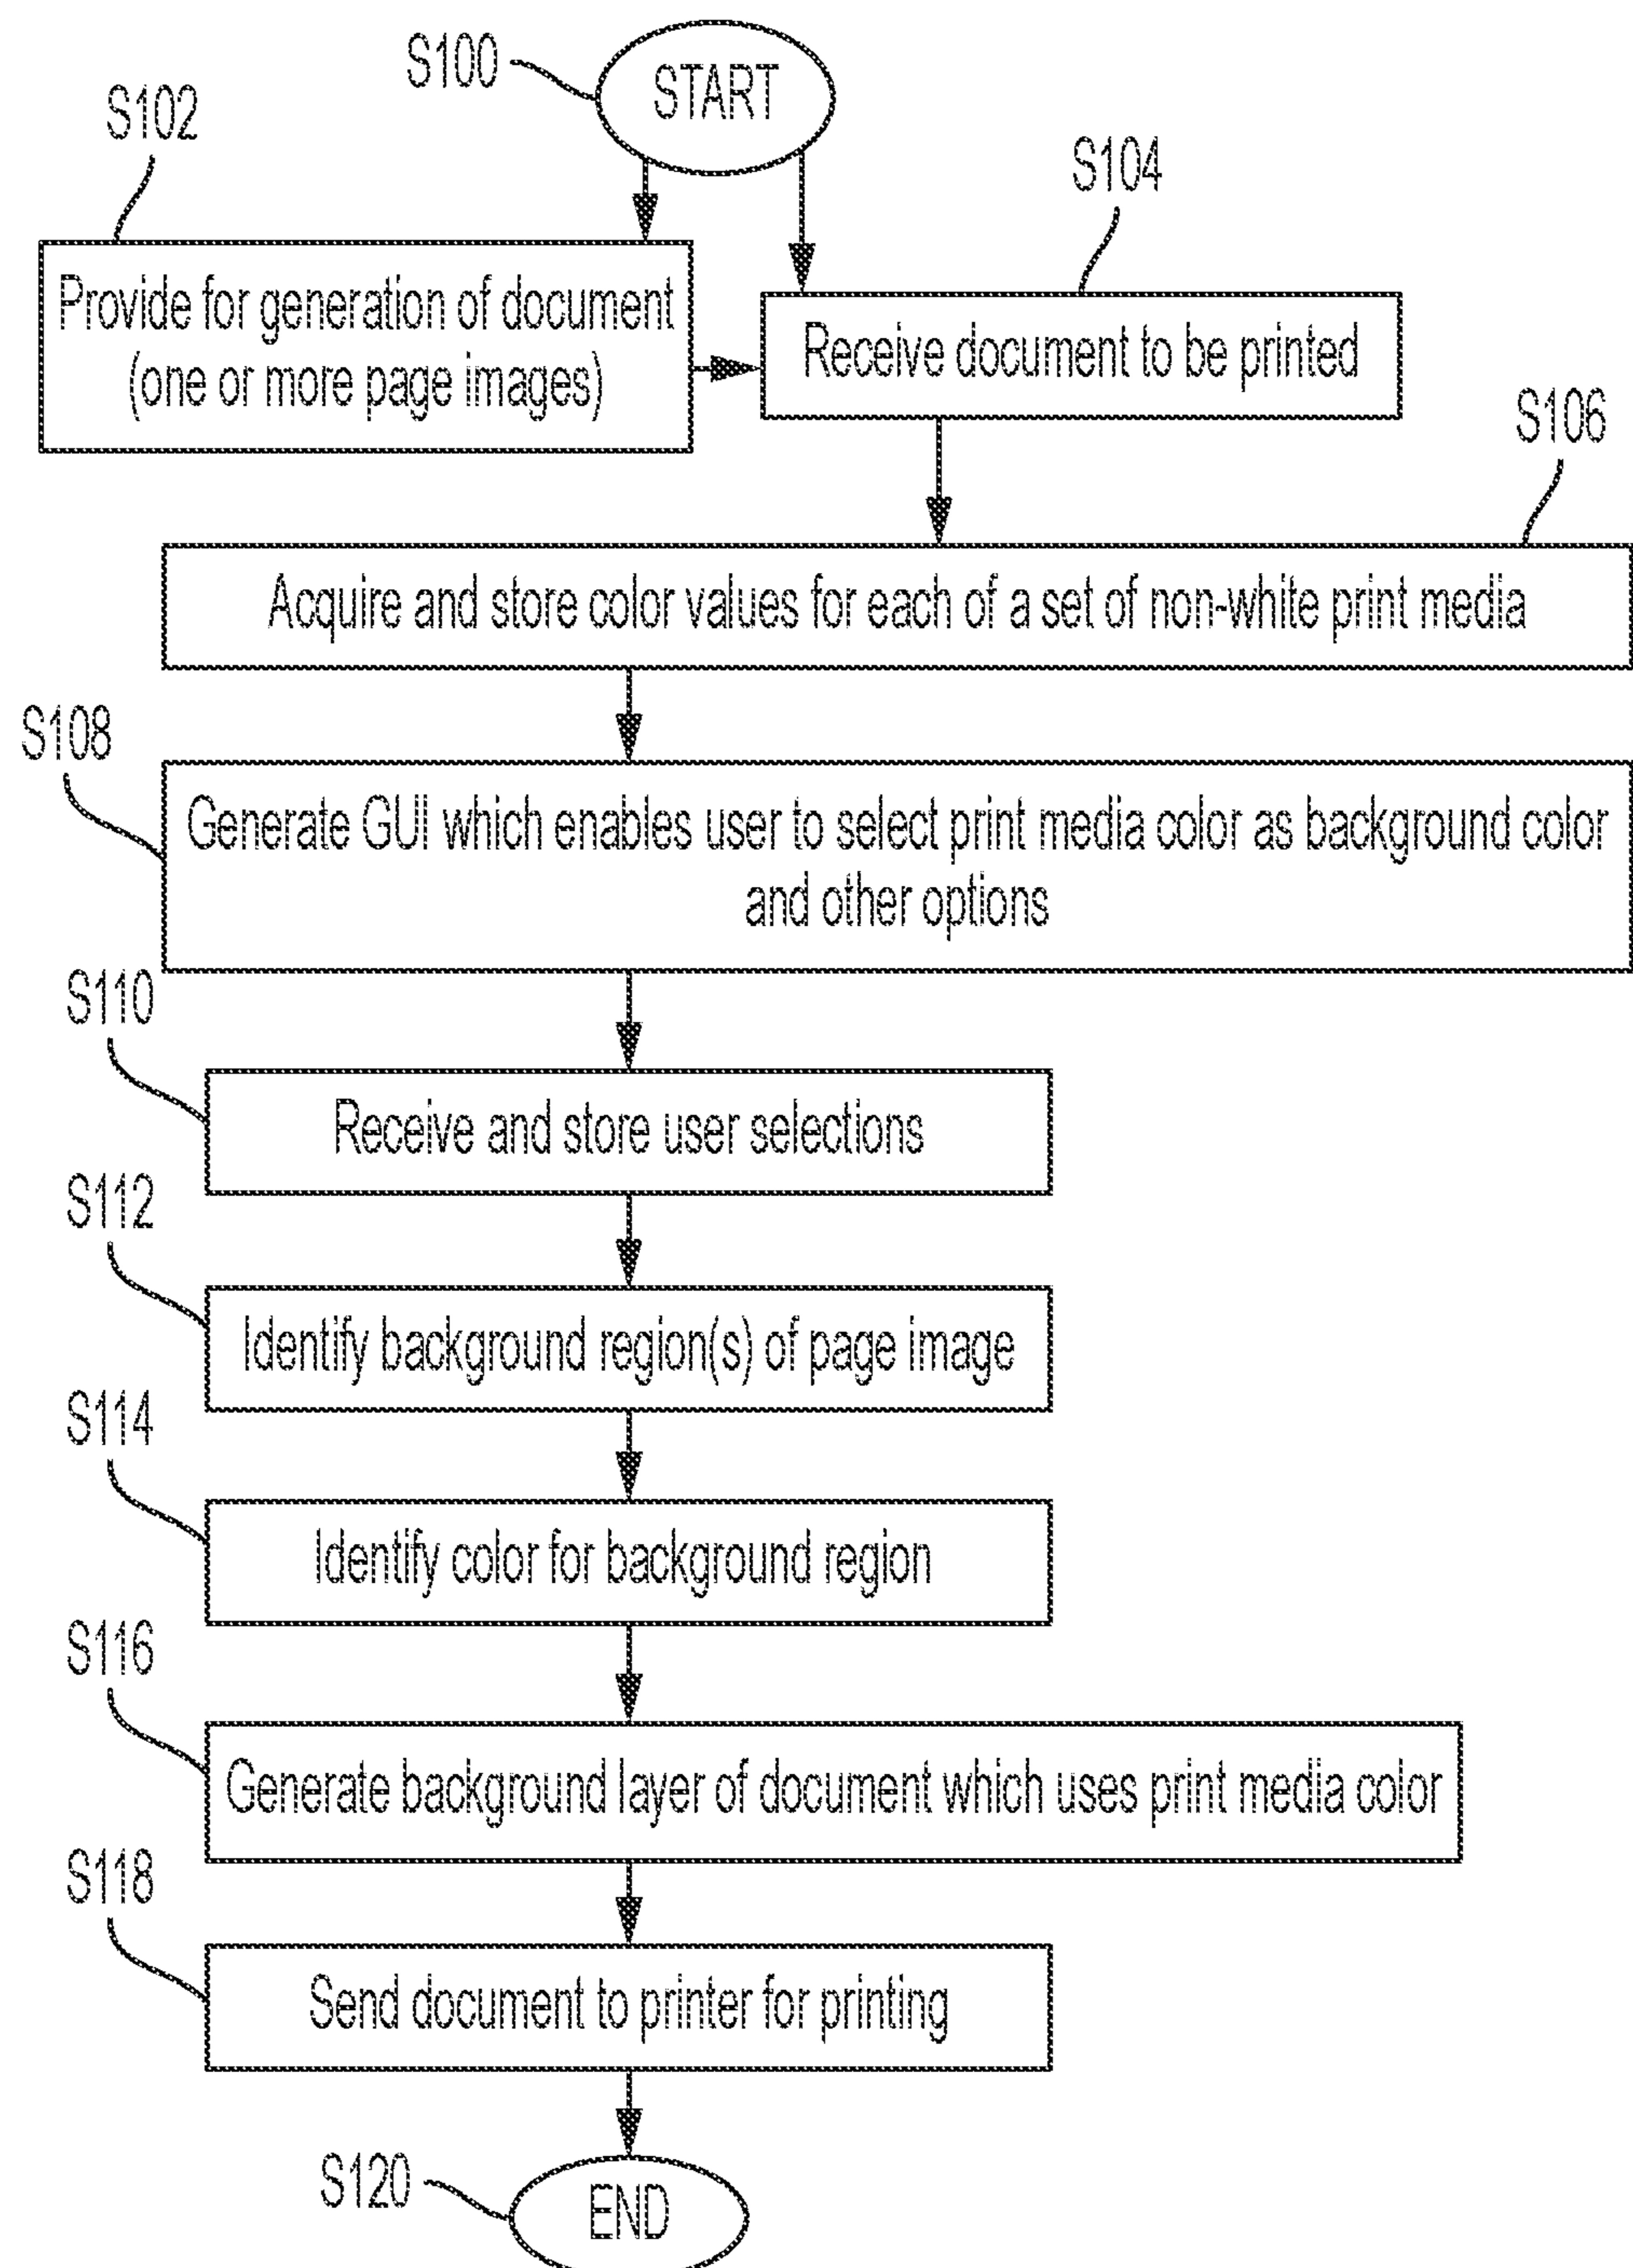 S100
START
S102
S104
Provide for generation of document
(one or more page images)
Receive document to be printed
S106
Acquire and store color values for each of a set of non-white print media
S108
Generate GUI which enables user to select print media color as background color
and other options
S110
Receive and store user selections
S112
Identify background region(s) of page image
S114
Identify color for background region
S116
Generate background layer of document which uses print media color
S118
Send document to printer for printing
S120
END